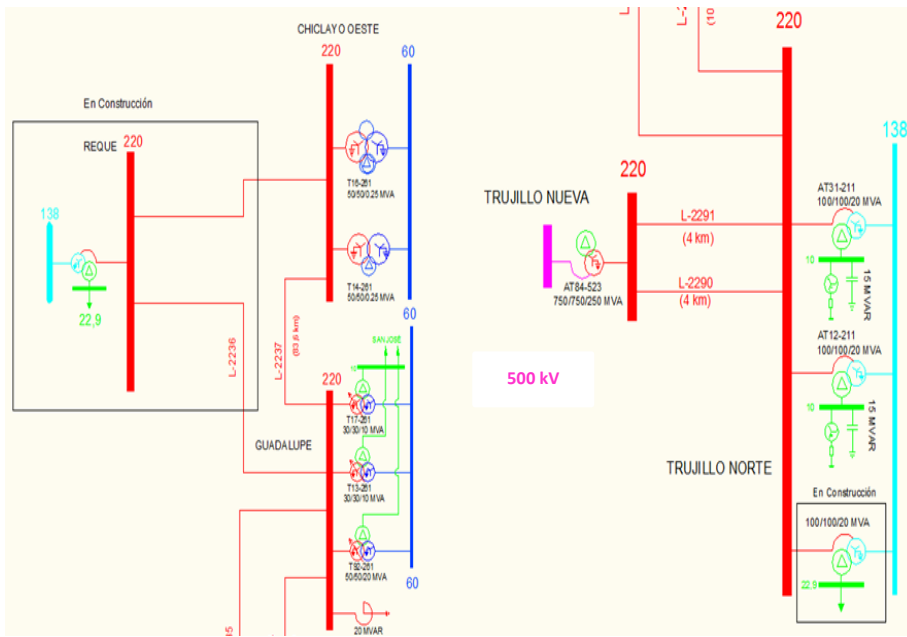 CHICLAYO OESTE
220
60
En Construcción
REQUE
220
138
22,9
T16-261
50/50/0.25 MVA
T14-261
50/50/0.25 MVA
L-2236
L-2237
(83,6 km)
60
SAN JOSÉ
10
220
GUADALUPE
T17-261
30/30/10 MVA
T13-261
30/30/10 MVA
T92-261
50/50/20 MVA
60
20 MVAR
220
138
TRUJILLO NUEVA
220
AT84-523
750/750/250 MVA
L-2291
(4 km)
L-2290
(4 km)
500 kV
AT31-211
100/100/20 MVA
10
15 MVAR
AT12-211
100/100/20 MVA
10
15 MVAR
TRUJILLO NORTE
En Construcción
100/100/20 MVA
22,9